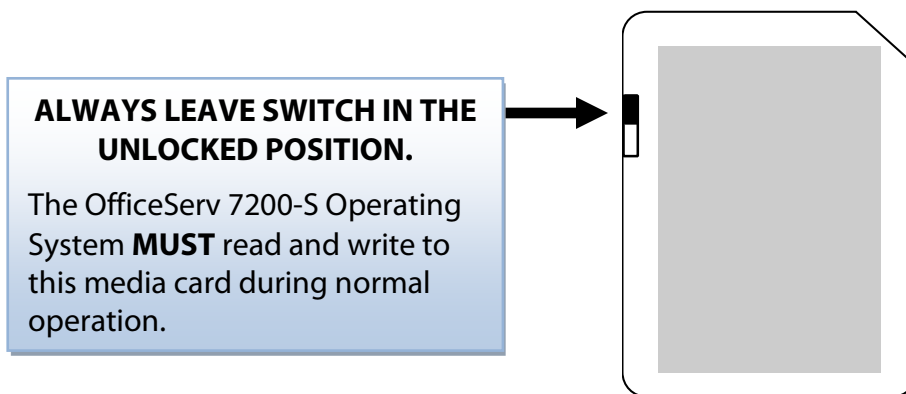 ALWAYS LEAVE SWITCH IN THE
UNLOCKED POSITION.
The OfficeServ 7200-S Operating
System MUST read and write to
this media card during normal
operation.